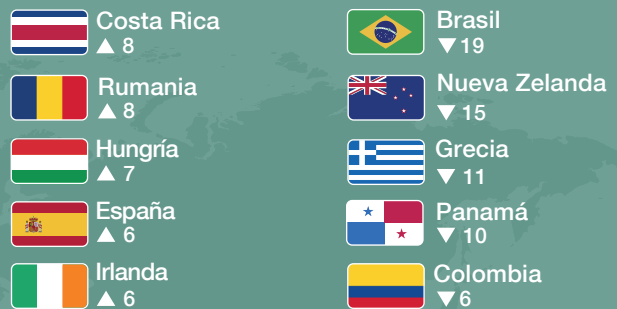 Costa Rica
▲ 8
Rumania
▲ 8
Hungría
▲ 7
España
▲ 6
Irlanda
▲ 6
Brasil
▼ 19
Nueva Zelanda
▼ 15
Grecia
▼ 11
Panamá
▼ 10
Colombia
▼ 6